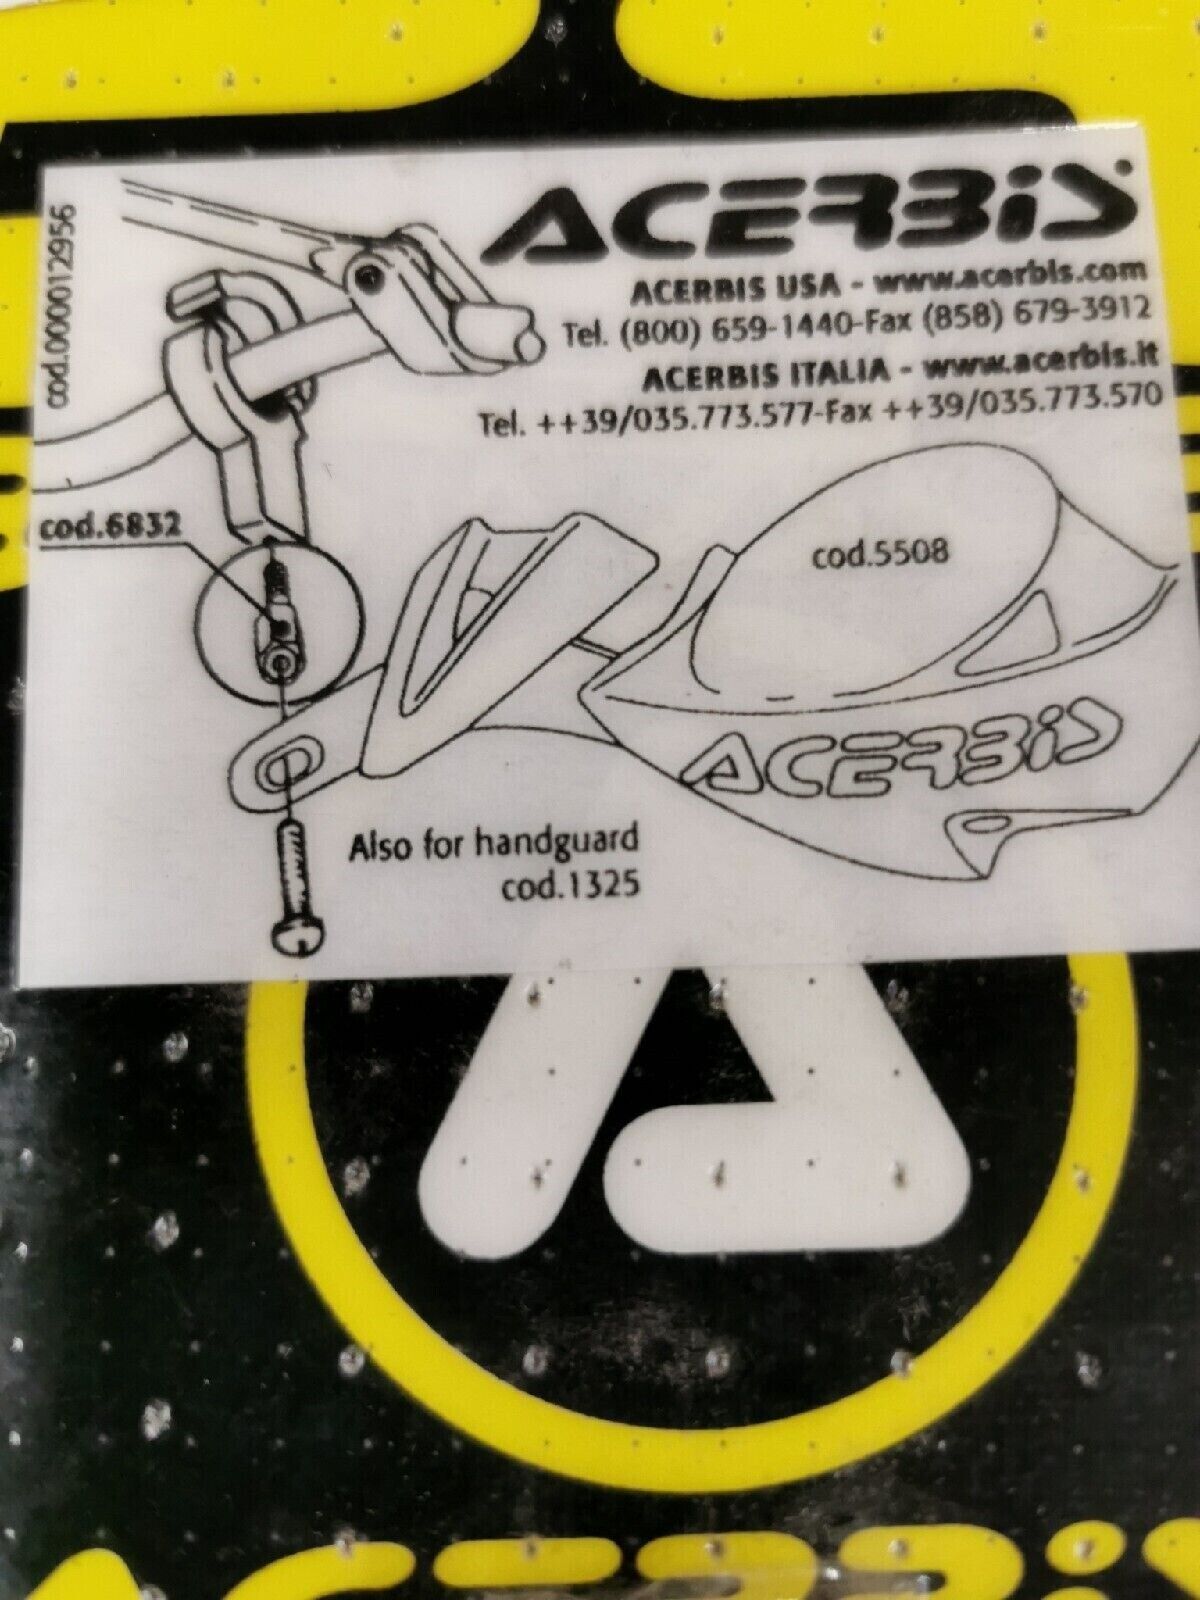 ACERBIS
ACERBIS USA - www.acerbis.com
Tel. (800) 659-1440-Fax (858) 679-3912
ACERBIS ITALIA - www.acerbis.it
Tel. ++39/035.773.577-Fax ++39/035.773.570
cod.000012956
cod.6832
cod.5508
ACERBIS
Also for handguard
cod.1325
ACERBIS